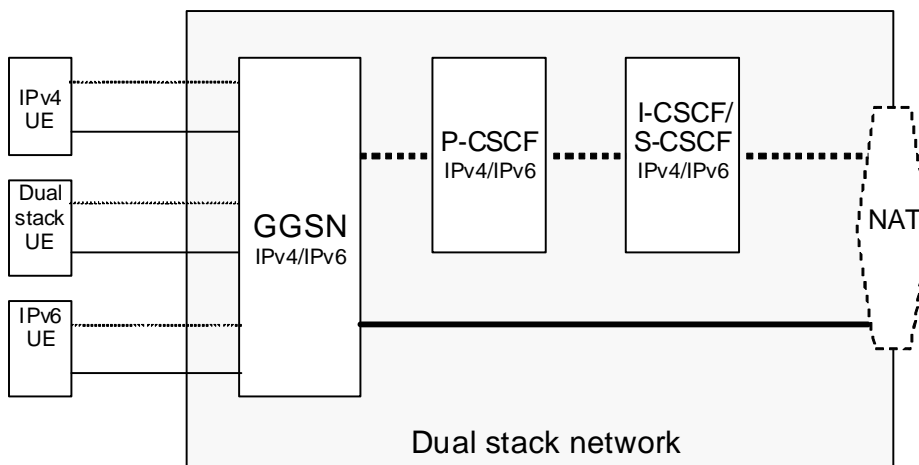 IPv4
UE
Dual
stack
UE
IPv6
UE
GGSN
IPv4/IPv6
P-CSCF
IPv4/IPv6
I-CSCF/
S-CSCF
IPv4/IPv6
NAT
Dual stack network